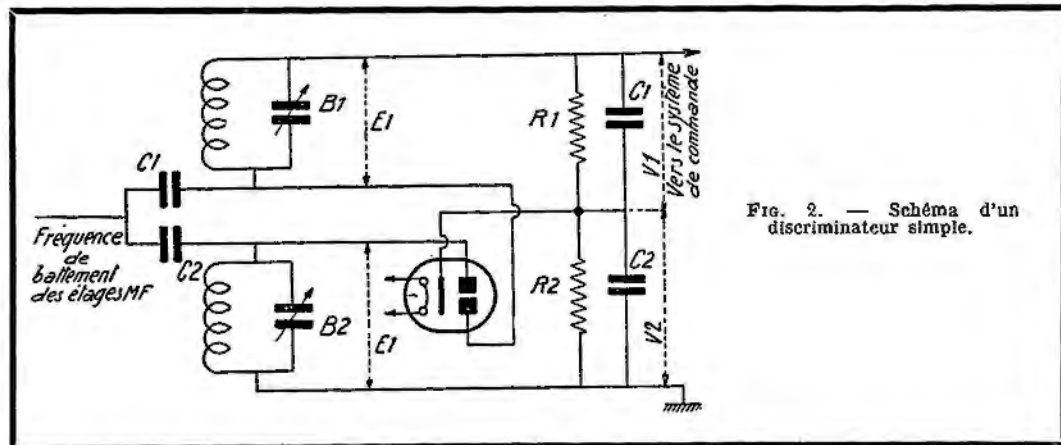 C1
Fréquence
de
battement
des étages MF
C2
B1
B2
E1
E1
R1
R2
C1
C2
V1
V2
Vers le système
de commande
FIG. 2. — Schéma d'un
discriminateur simple.